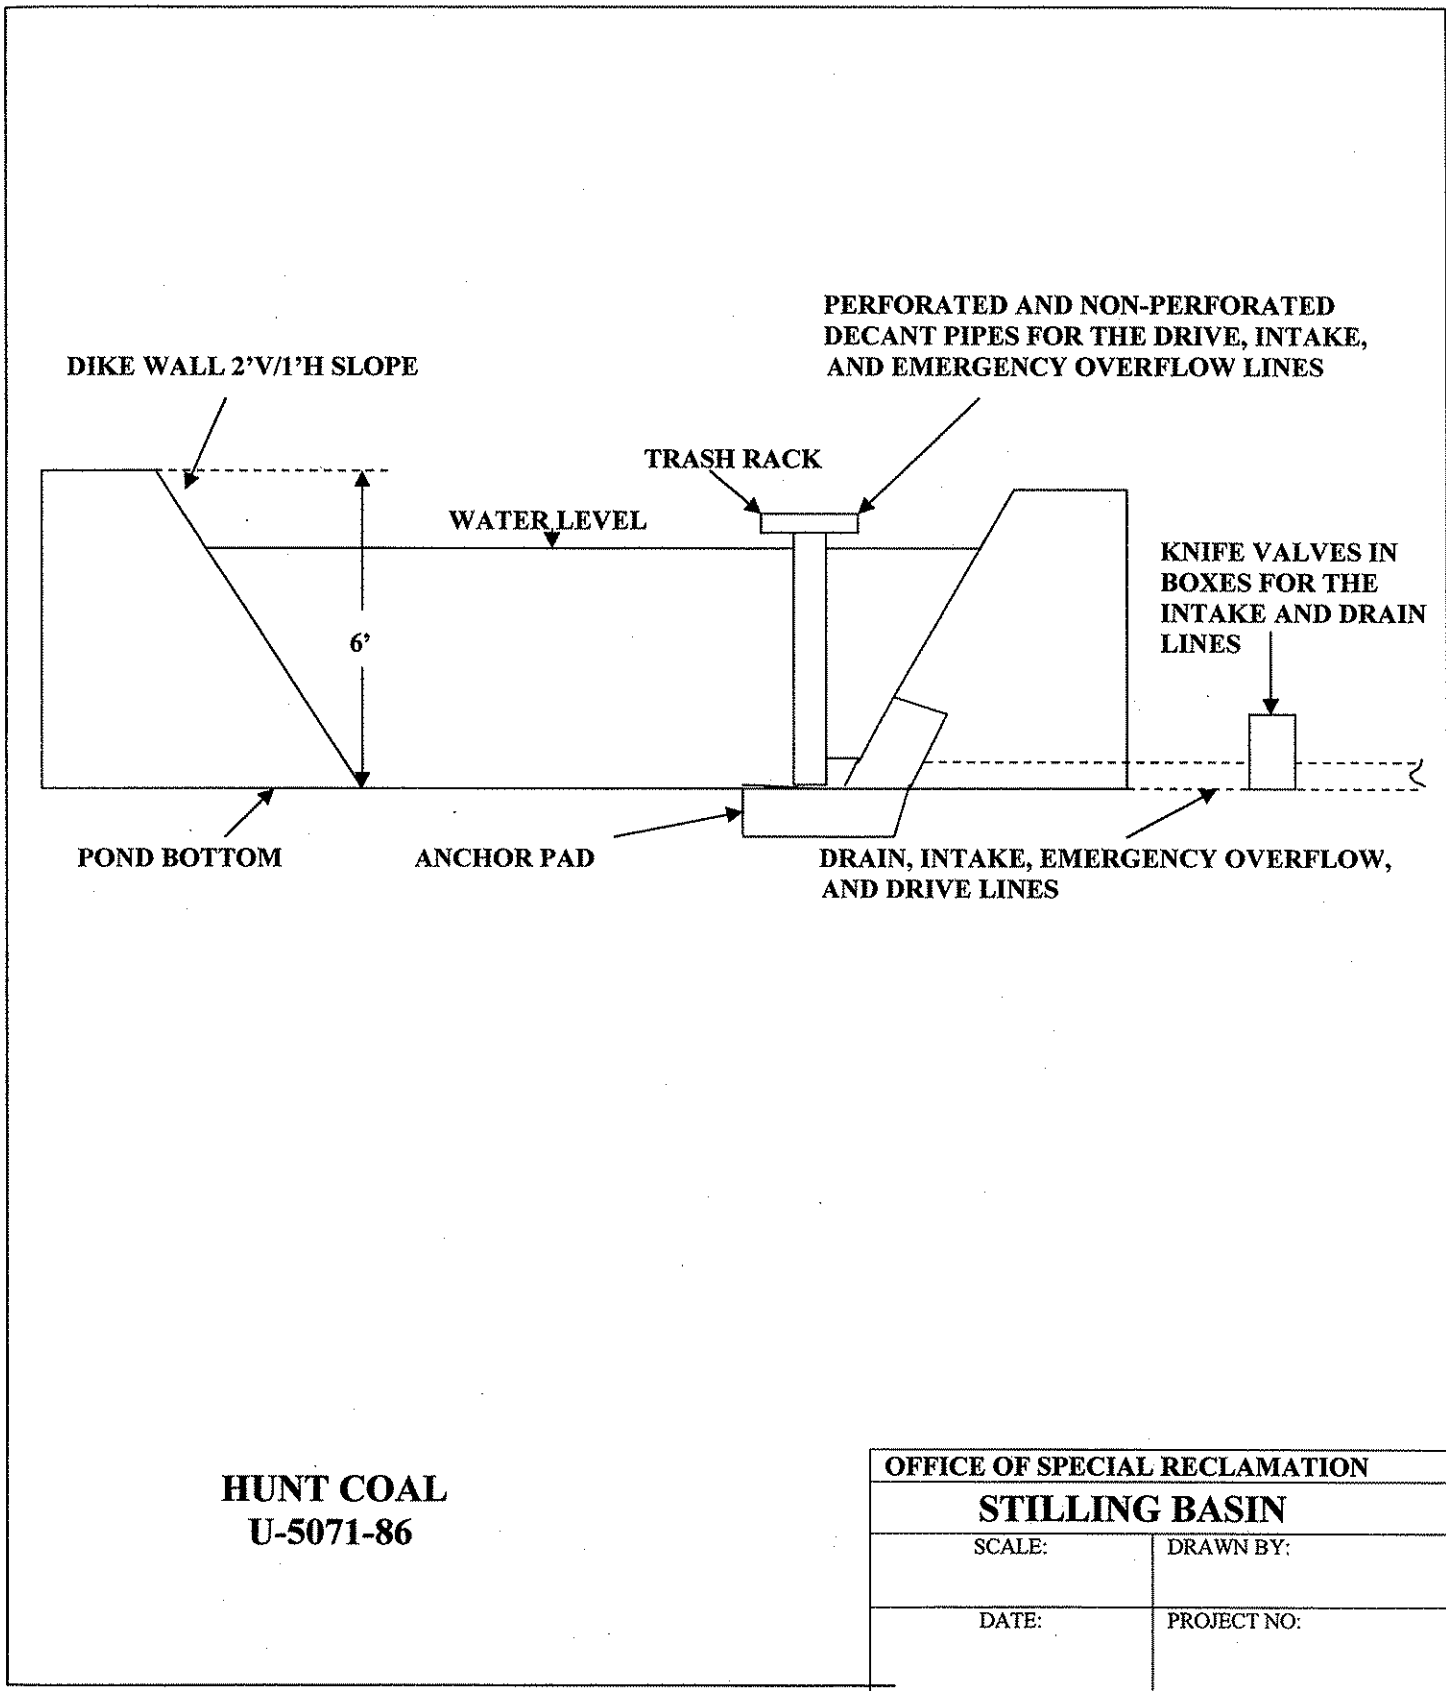 PERFORATED AND NON-PERFORATED
DECANT PIPES FOR THE DRIVE, INTAKE,
AND EMERGENCY OVERFLOW LINES
DIKE WALL 2’V/1’H SLOPE
TRASH RACK
WATER LEVEL
KNIFE VALVES IN
BOXES FOR THE
INTAKE AND DRAIN
LINES
6’
POND BOTTOM
ANCHOR PAD
DRAIN, INTAKE, EMERGENCY OVERFLOW,
AND DRIVE LINES
HUNT COAL
U-5071-86
OFFICE OF SPECIAL RECLAMATION
STILLING BASIN
SCALE:
DRAWN BY:
DATE:
PROJECT NO: